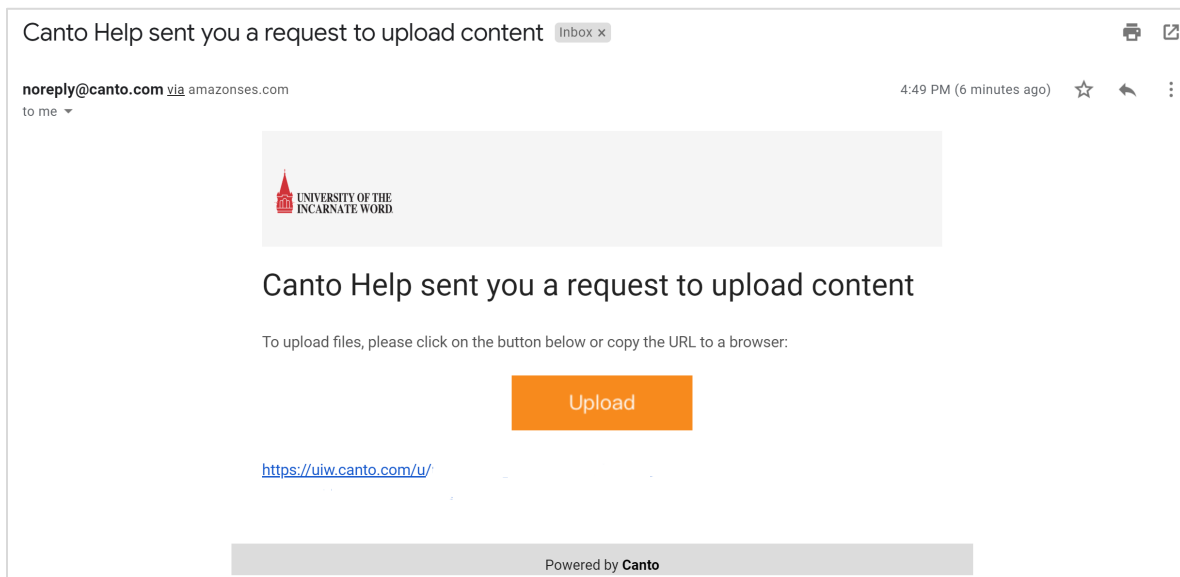 Canto Help sent you a request to upload content Inbox x
noreply@canto.com via amazonses.com 4:49 PM (6 minutes ago)
to me
UNIVERSITY OF THE
INCARNATE WORD
Canto Help sent you a request to upload content
To upload files, please click on the button below or copy the URL to a browser:
Upload
https://uiw.canto.com/u/
Powered by Canto